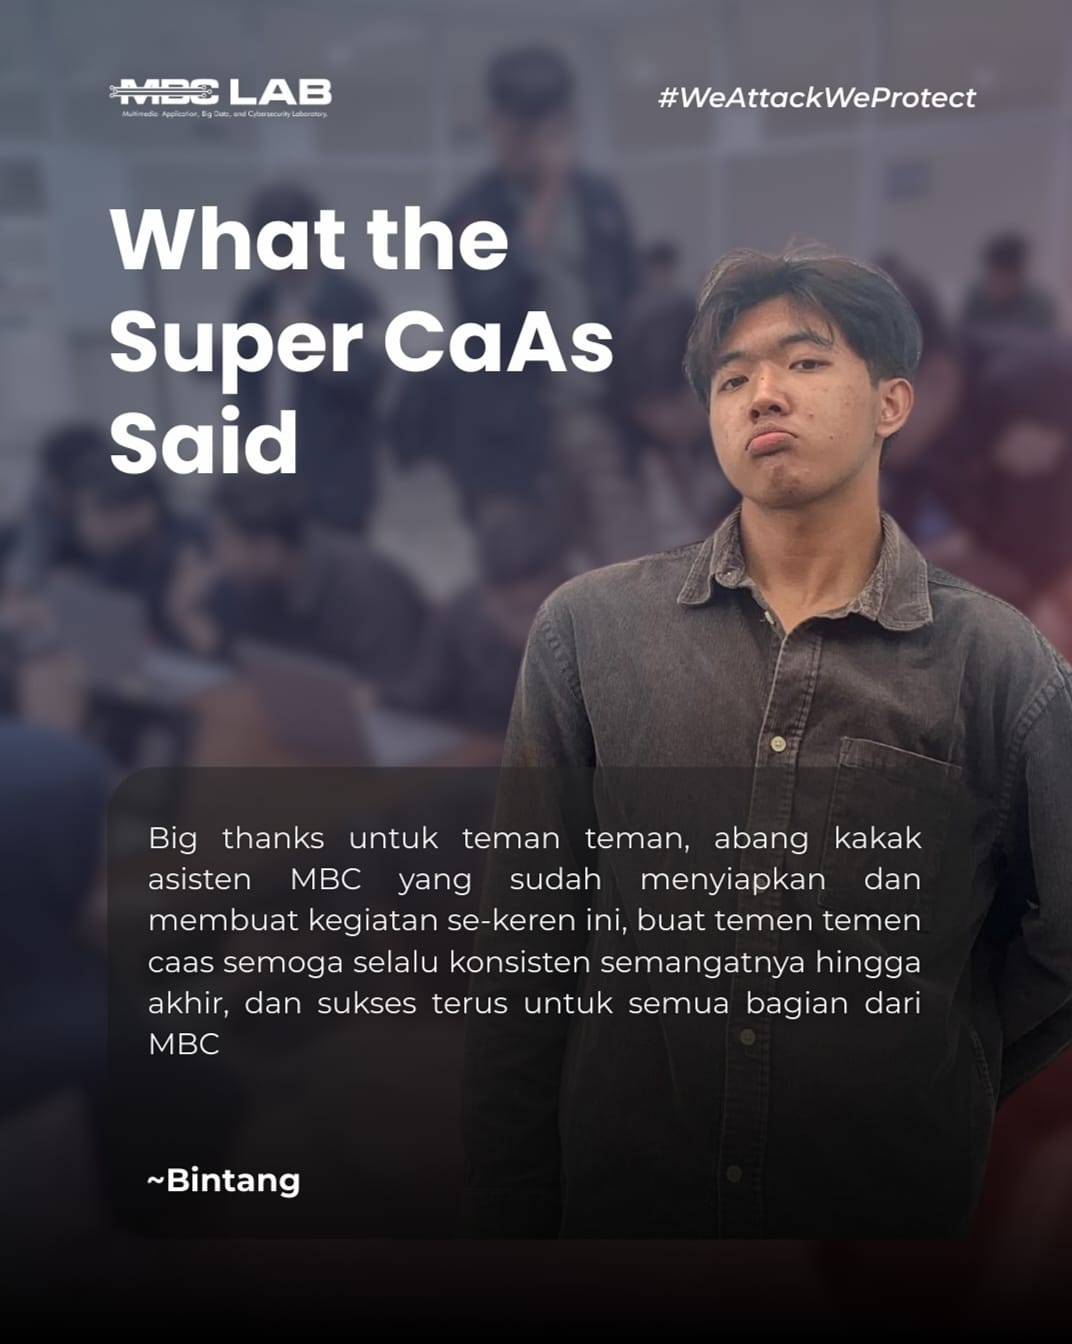 MBC LAB
Multimedia Application, Big Data, and Cybersecurity Laboratory.
#WeAttackWeProtect
What the
Super CaAs
Said
Big thanks untuk teman teman, abang kakak
asisten MBC yang sudah menyiapkan dan
membuat kegiatan se-keren ini, buat temen temen
caas semoga selalu konsisten semangatnya hingga
akhir, dan sukses terus untuk semua bagian dari
MBC
~Bintang